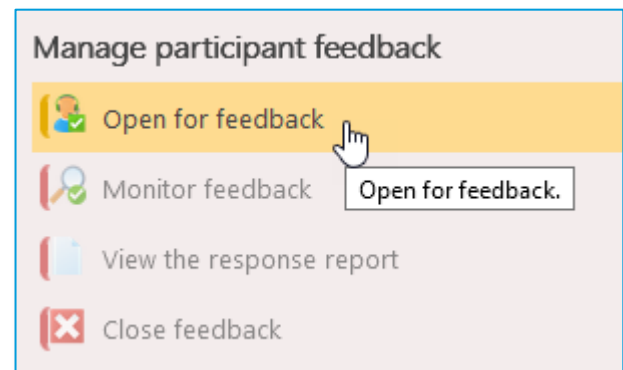 Manage participant feedback
Open for feedback
Monitor feedback
Open for feedback.
View the response report
Close feedback